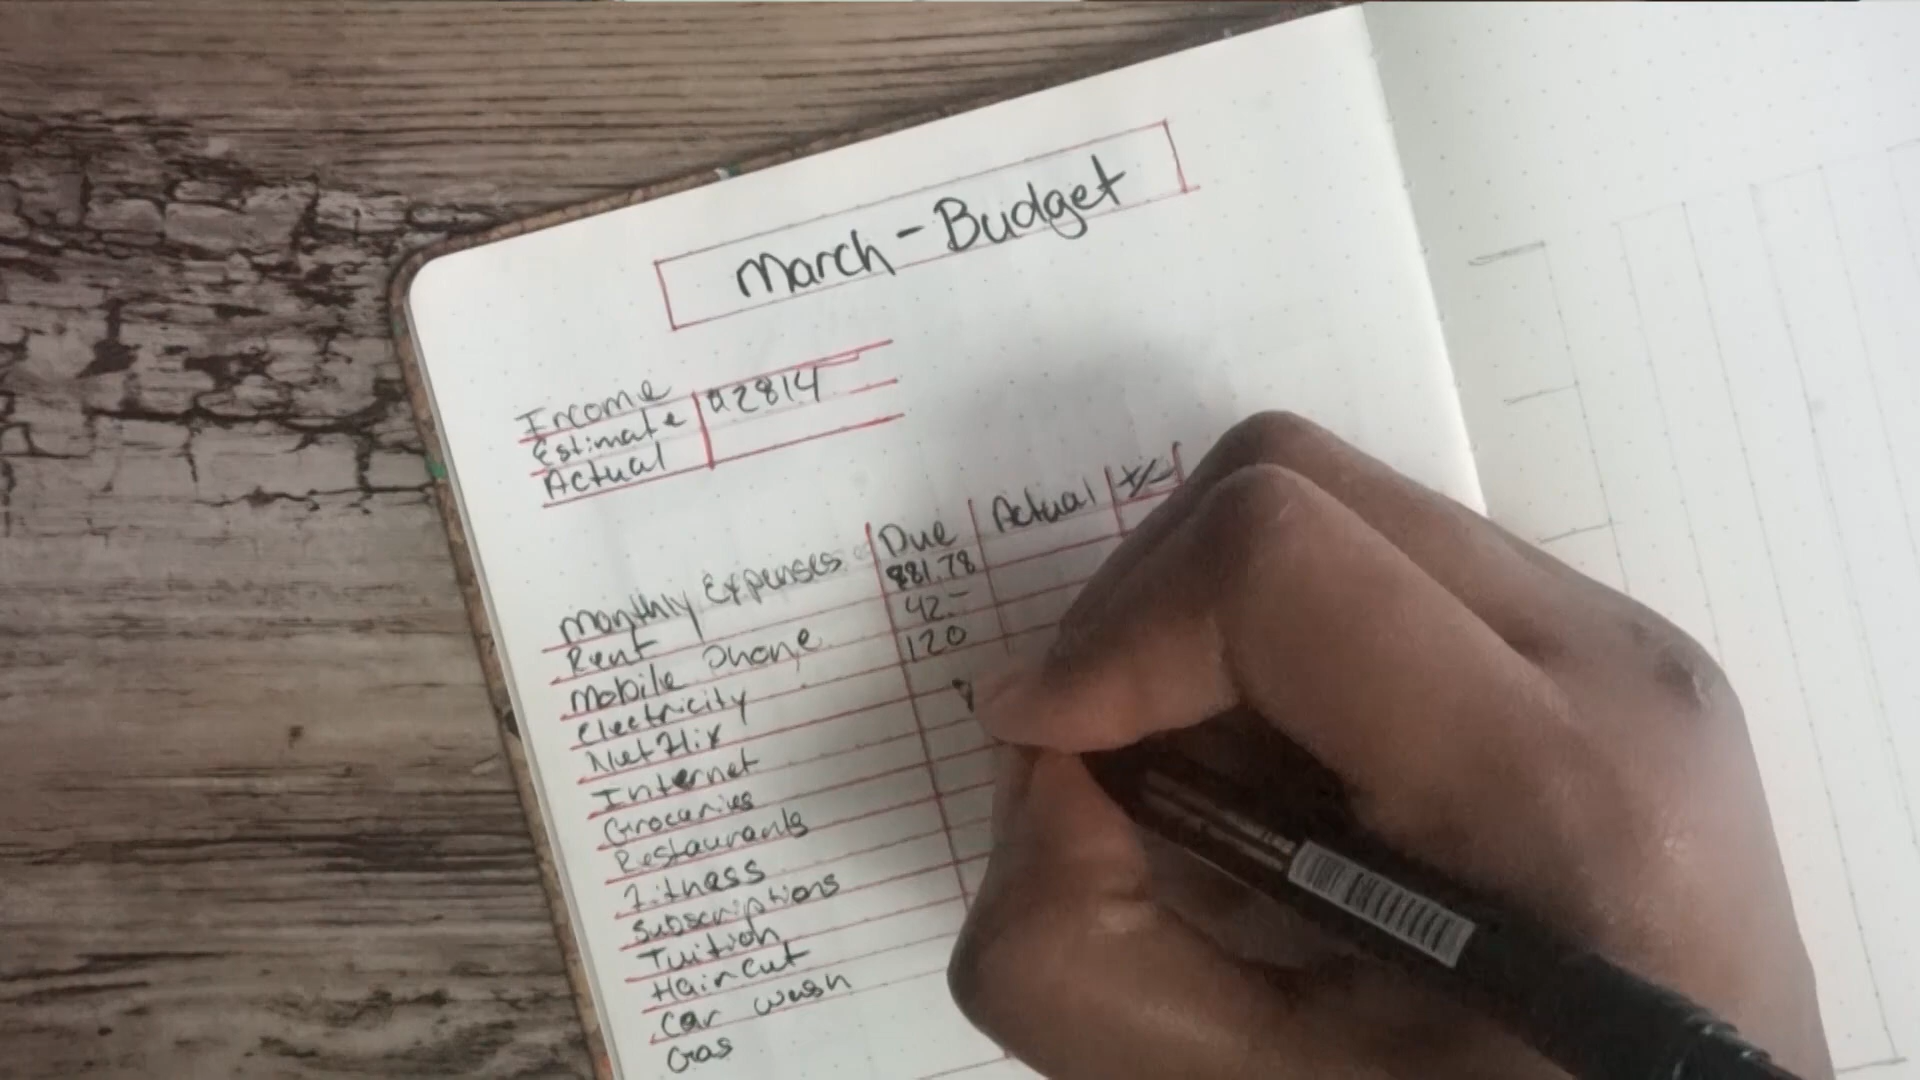 March - Budget
Income
Estimate 2814
Actual
Monthly Expenses Due Actual +/-
Rent 881.78
Mobile phone 42.-
Electricity 120
Netflix
Internet
Groceries
Restaurants
Fitness
Subscriptions
Tuition
Haircut
Car wash
Gas